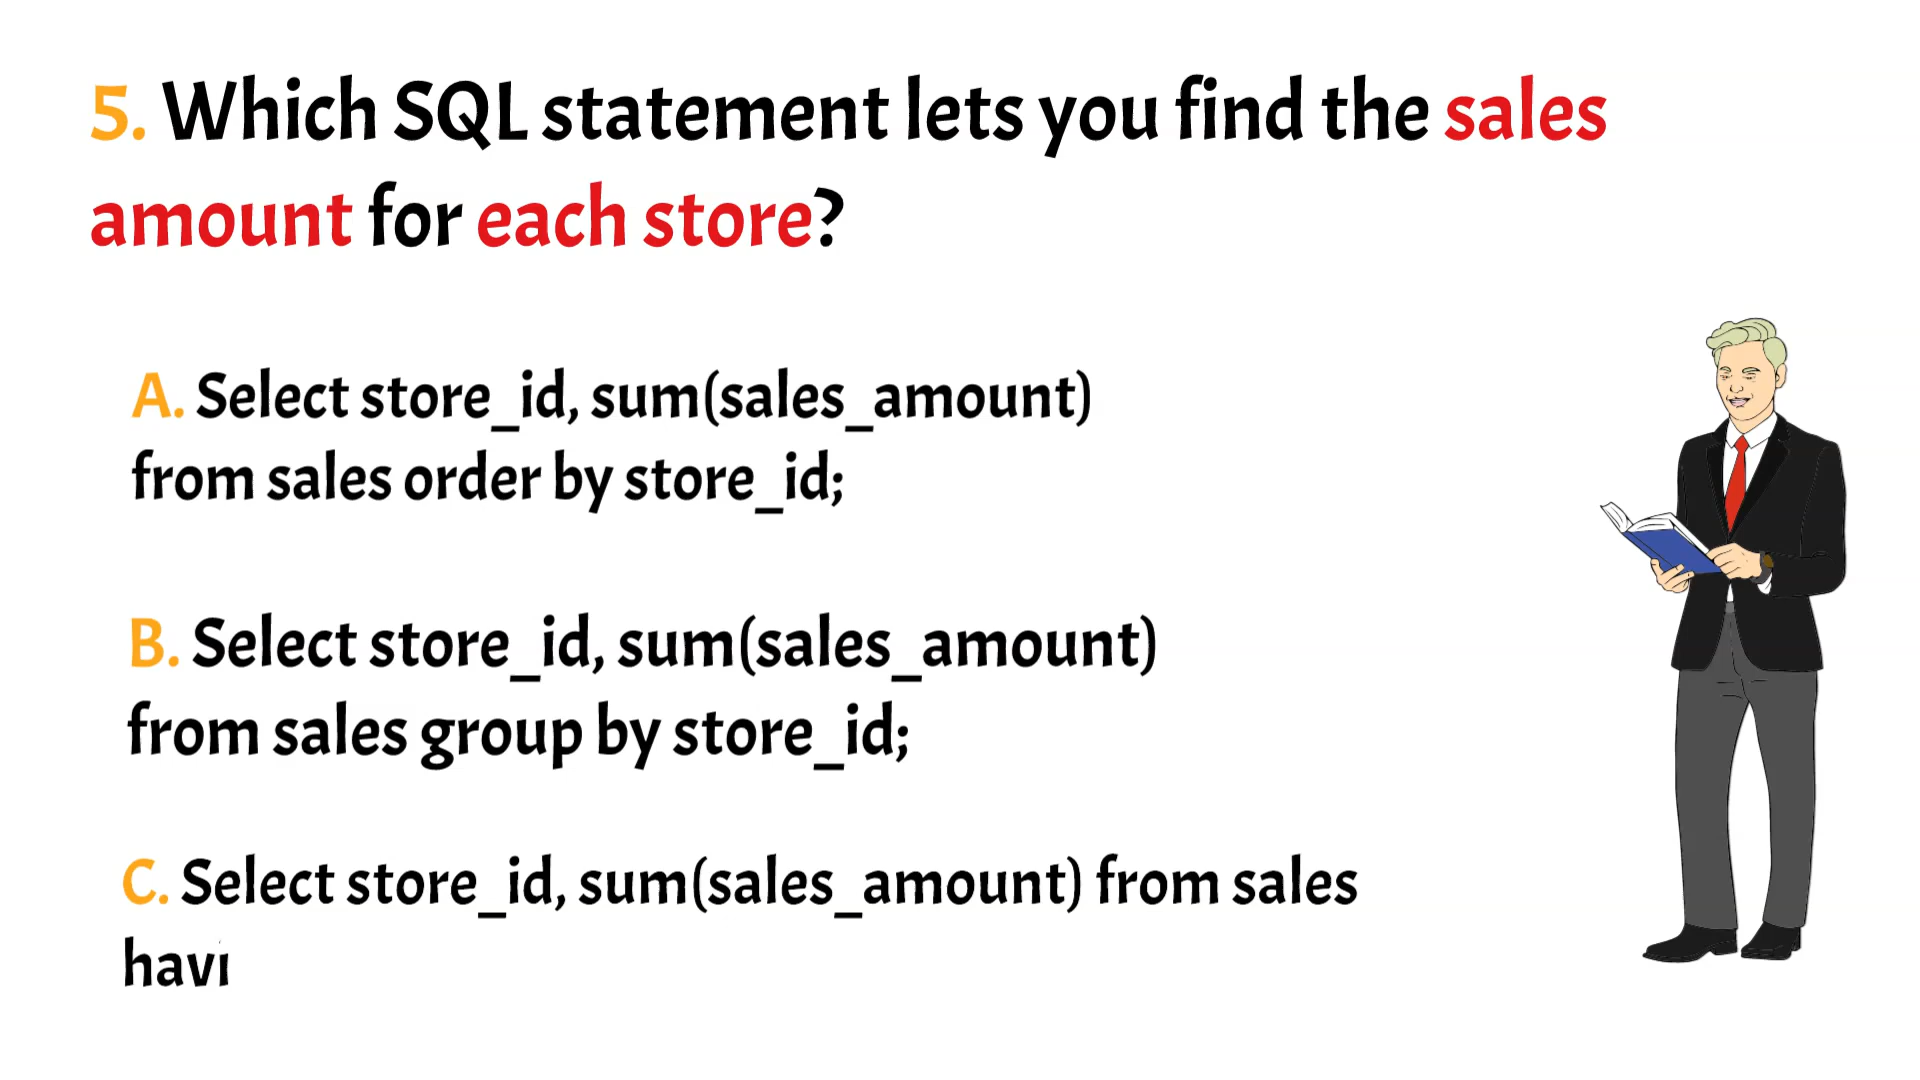 5. Which SQL statement lets you find the sales
amount for each store?
A. Select store_id, sum(sales_amount)
from sales order by store_id;
B. Select store_id, sum(sales_amount)
from sales group by store_id;
C. Select store_id, sum(sales_amount) from sales
havi